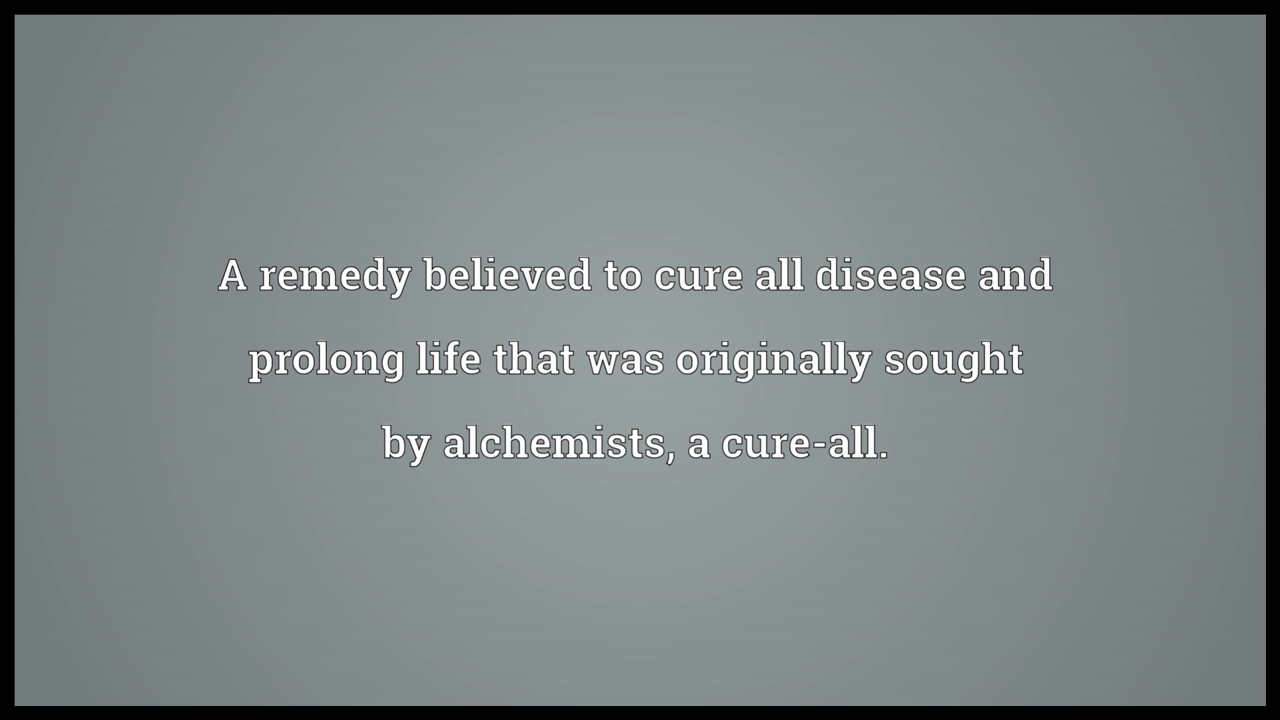 A remedy believed to cure all disease and
prolong life that was originally sought
by alchemists, a cure-all.